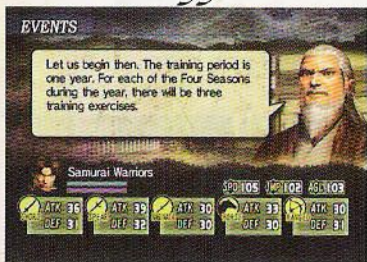 EVENTS
Let us begin then. The training period is
one year. For each of the Four Seasons
during the year, there will be three
training exercises.
Samurai Warriors
SPD 105 JMP 102 AGL 103
ATK 36 ATK 39 ATK 30 ATK 33 ATK 30
DEF 31 DEF 32 DEF 30 DEF 30 DEF 31